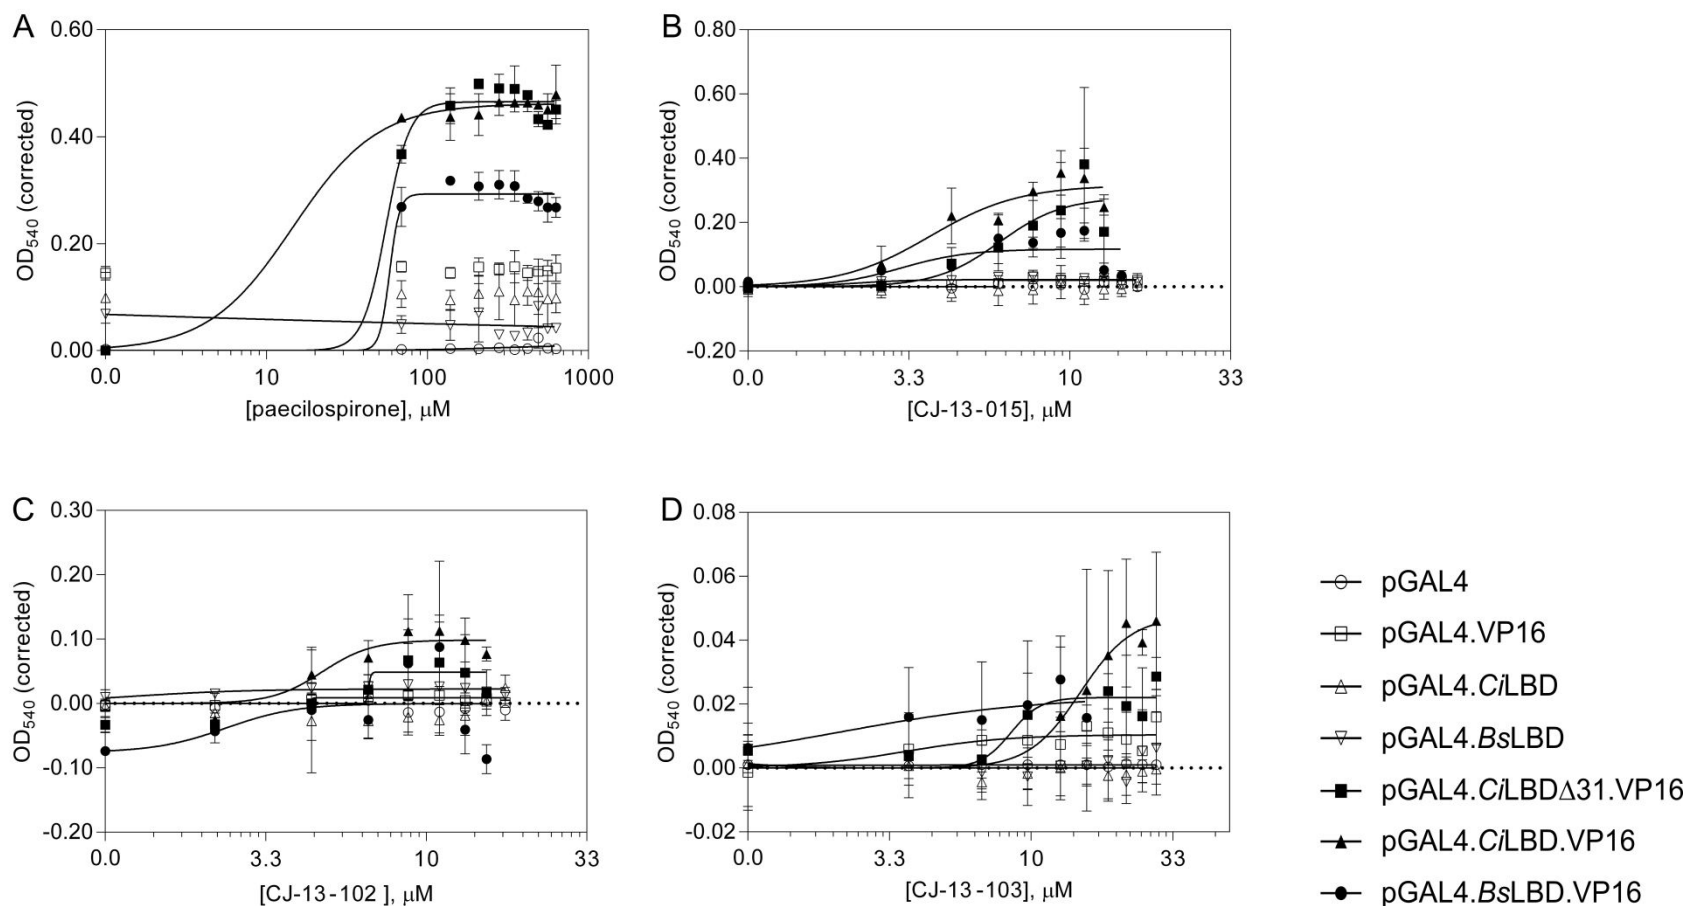 A
0.60
0.40
0.20
0.00
OD540 (corrected)
0.0 10 100 1000
[paecilospirone], μM
B
0.80
0.60
0.40
0.20
0.00
-0.20
OD540 (corrected)
0.0 3.3 10 33
[CJ-13-015], μM
C
0.30
0.20
0.10
0.00
-0.10
-0.20
OD540 (corrected)
0.0 3.3 10 33
[CJ-13-102 ], μM
D
0.08
0.06
0.04
0.02
0.00
-0.02
OD540 (corrected)
0.0 3.3 10 33
[CJ-13-103], μM
pGAL4
pGAL4.VP16
pGAL4.CiLBD
pGAL4.BsLBD
pGAL4.CiLBDΔ31.VP16
pGAL4.CiLBD.VP16
pGAL4.BsLBD.VP16